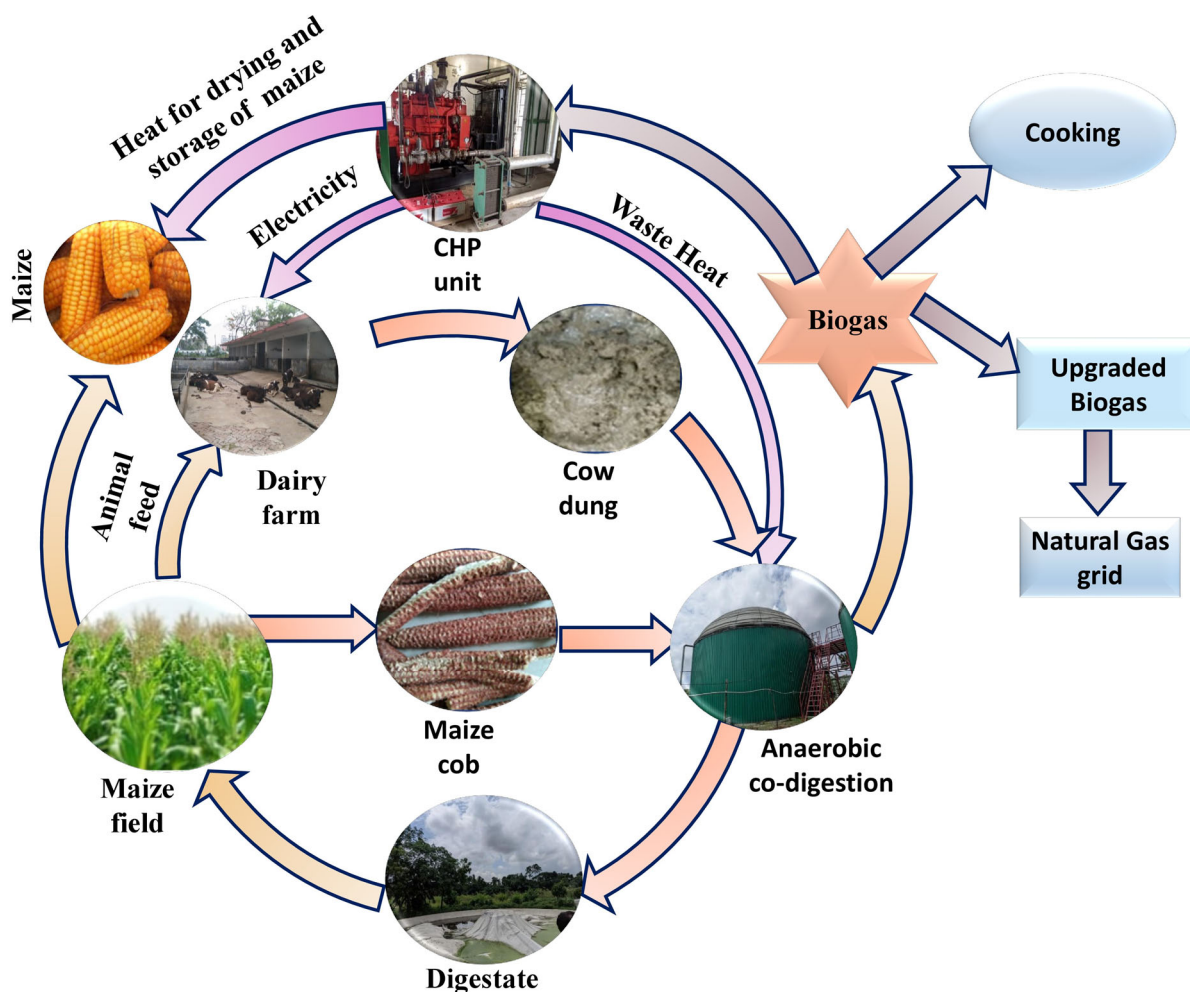 Heat for drying and
storage of maize
Cooking
Electricity
Waste Heat
CHP
unit
Maize
Biogas
Upgraded
Biogas
Animal
feed
Dairy
farm
Cow
dung
Natural Gas
grid
Maize
cob
Anaerobic
co-digestion
Maize
field
Digestate